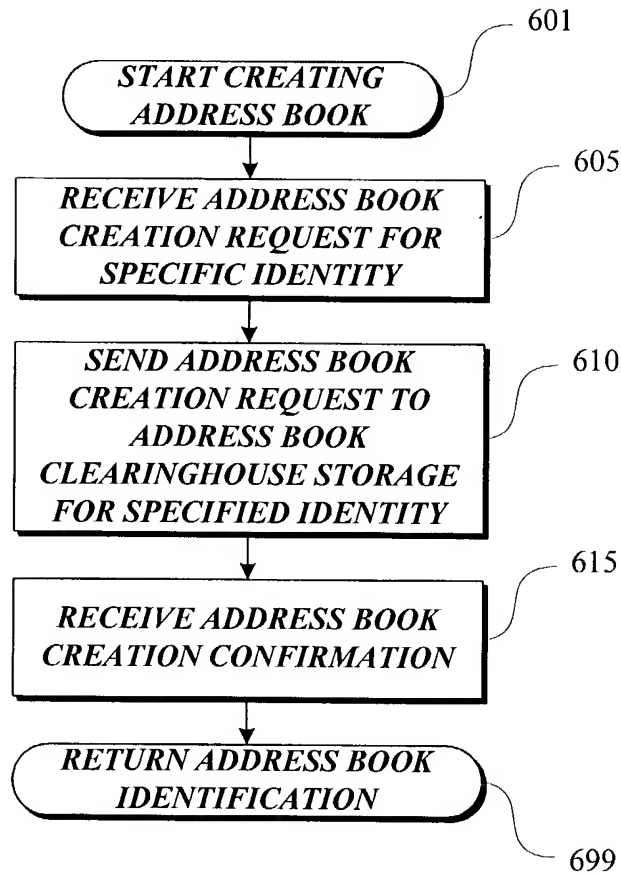 601
START CREATING
ADDRESS BOOK
605
RECEIVE ADDRESS BOOK
CREATION REQUEST FOR
SPECIFIC IDENTITY
610
SEND ADDRESS BOOK
CREATION REQUEST TO
ADDRESS BOOK
CLEARINGHOUSE STORAGE
FOR SPECIFIED IDENTITY
615
RECEIVE ADDRESS BOOK
CREATION CONFIRMATION
RETURN ADDRESS BOOK
IDENTIFICATION
699